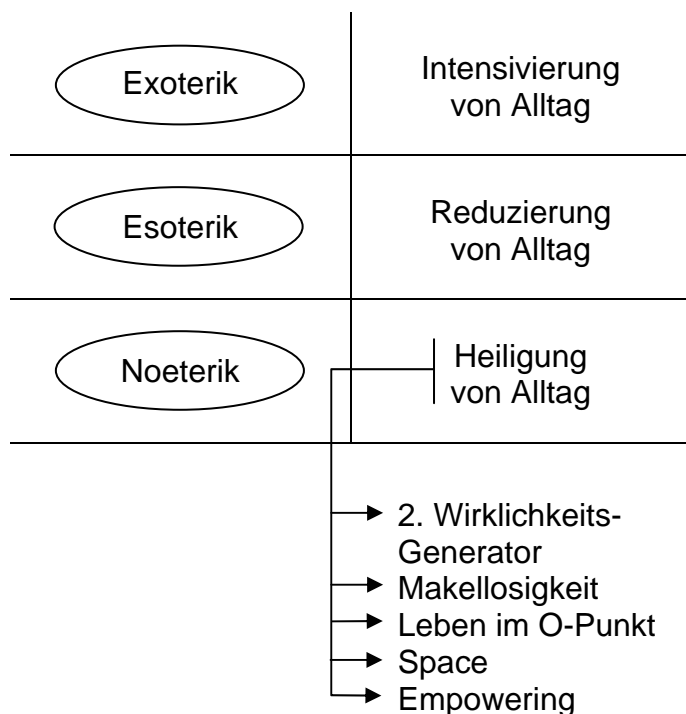 Exoterik
Intensivierung
von Alltag
Esoterik
Reduzierung
von Alltag
Noeterik
Heiligung
von Alltag
2. Wirklichkeits-
Generator
Makellosigkeit
Leben im O-Punkt
Space
Empowering